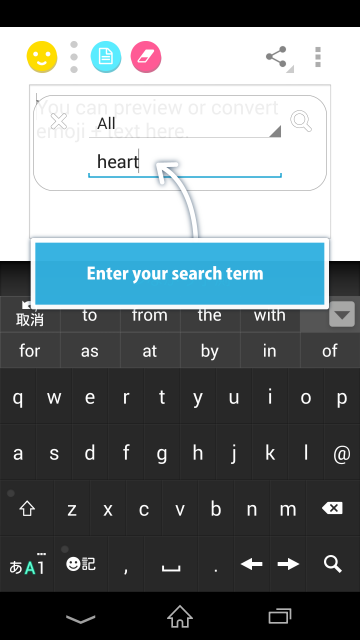 You can preview or convert
emoji + text here.
All
heart
Enter your search term
取消 to from the with
for as at by in of
q w e r t y u i o p
a s d f g h j k l @
z x c v b n m
あA1 記 , .